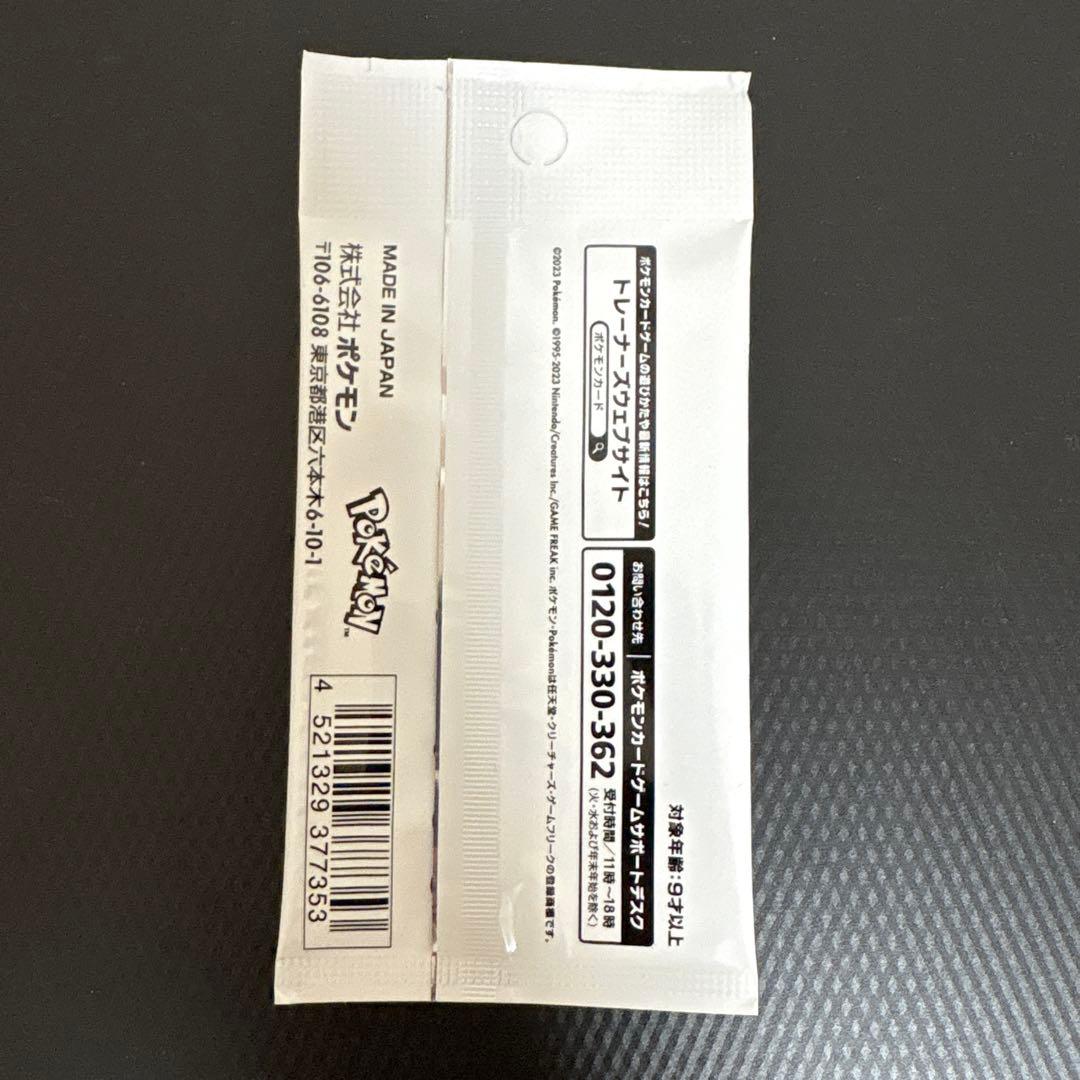 対象年齢：9才以上
ポケモンカードゲームの遊びかたや最新情報はこちら！
トレーナーズウェブサイト
ポケモンカード
お問い合わせ先 | ポケモンカードゲームサポートデスク
0120-330-362 受付時間／11時～18時
(火・水および年末年始を除く)
©2023 Pokémon. ©1995-2023 Nintendo/Creatures Inc./GAME FREAK inc. ポケモン・Pokémonは任天堂・クリーチャーズ・ゲームフリークの登録商標です。
MADE IN JAPAN
株式会社 ポケモン
〒106-6108 東京都港区六本木6-10-1
POKéMON™
4 521329 377353